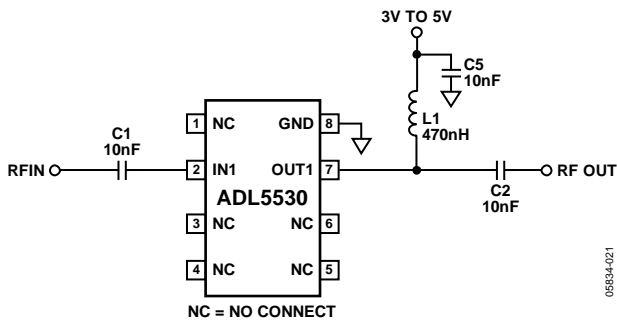 3V TO 5V
C5
10nF
L1
470nH
C1
10nF
RFIN
1 NC GND 8
2 IN1 OUT1 7
ADL5530
3 NC NC 6
4 NC NC 5
C2
10nF
RF OUT
NC = NO CONNECT
05834-021